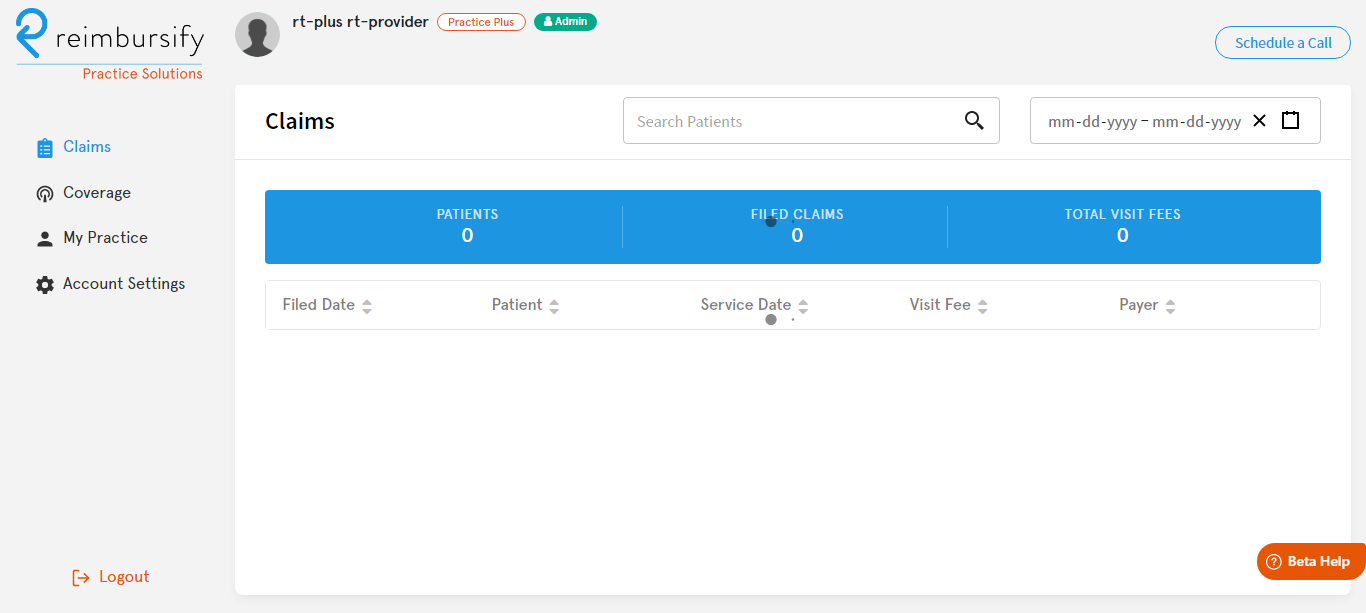 reimbursify
Practice Solutions
rt-plus rt-provider Practice Plus Admin
Schedule a Call
Claims
Coverage
My Practice
Account Settings
Logout
Claims
Search Patients
mm-dd-yyyy – mm-dd-yyyy
PATIENTS
0
FILED CLAIMS
0
TOTAL VISIT FEES
0
Filed Date Patient Service Date Visit Fee Payer
Beta Help